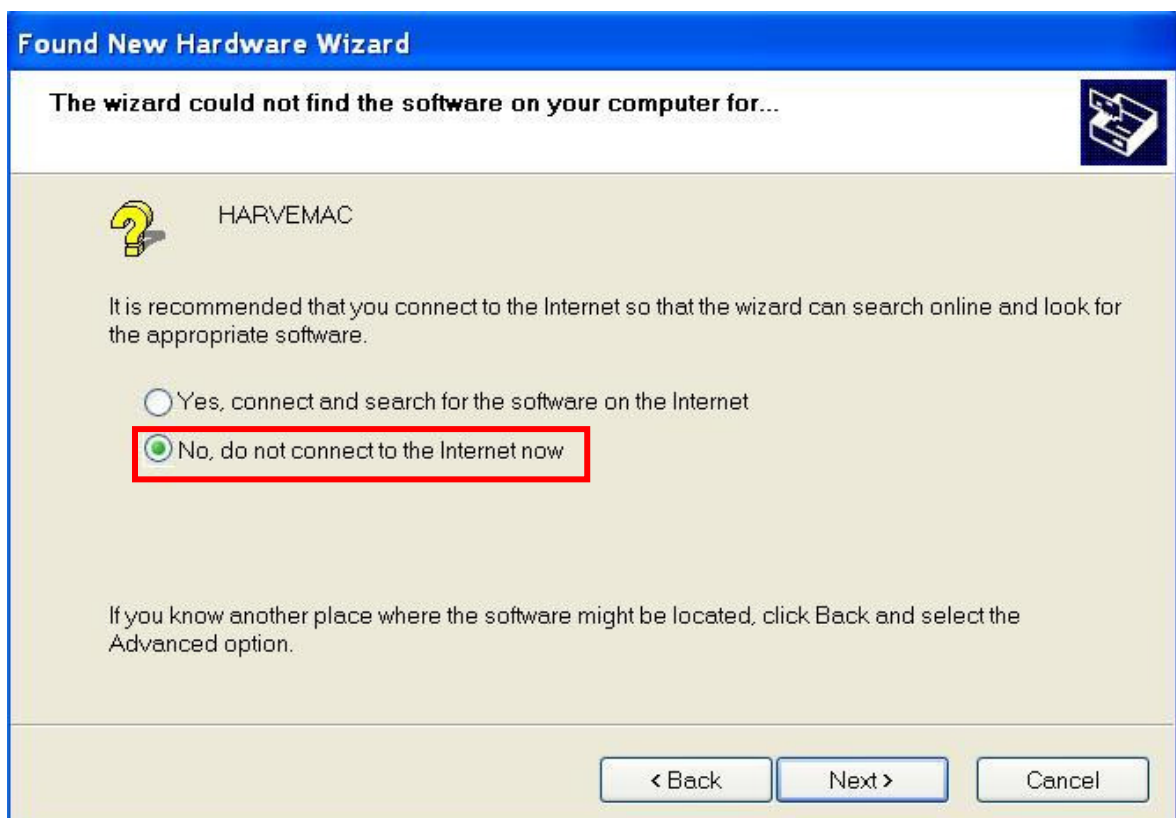 Found New Hardware Wizard
The wizard could not find the software on your computer for...
HARVEMAC
It is recommended that you connect to the Internet so that the wizard can search online and look for
the appropriate software.
Yes, connect and search for the software on the Internet
No, do not connect to the Internet now
If you know another place where the software might be located, click Back and select the
Advanced option.
< Back
Next >
Cancel